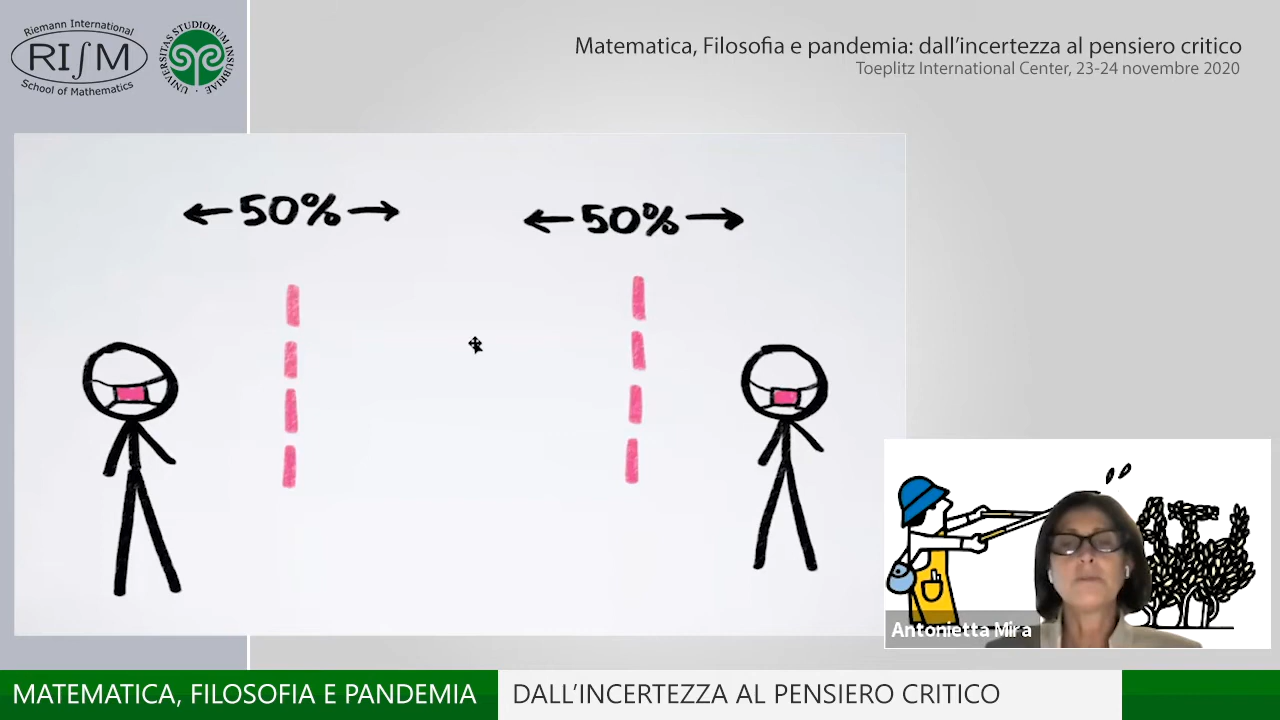 Riemann International
RI∫M
School of Mathematics
UNIVERSITAS STUDIORUM INSUBRIAE
Matematica, Filosofia e pandemia: dall'incertezza al pensiero critico
Toeplitz International Center, 23-24 novembre 2020
←50%→
←50%→
Antonietta Mira
MATEMATICA, FILOSOFIA E PANDEMIA
DALL'INCERTEZZA AL PENSIERO CRITICO